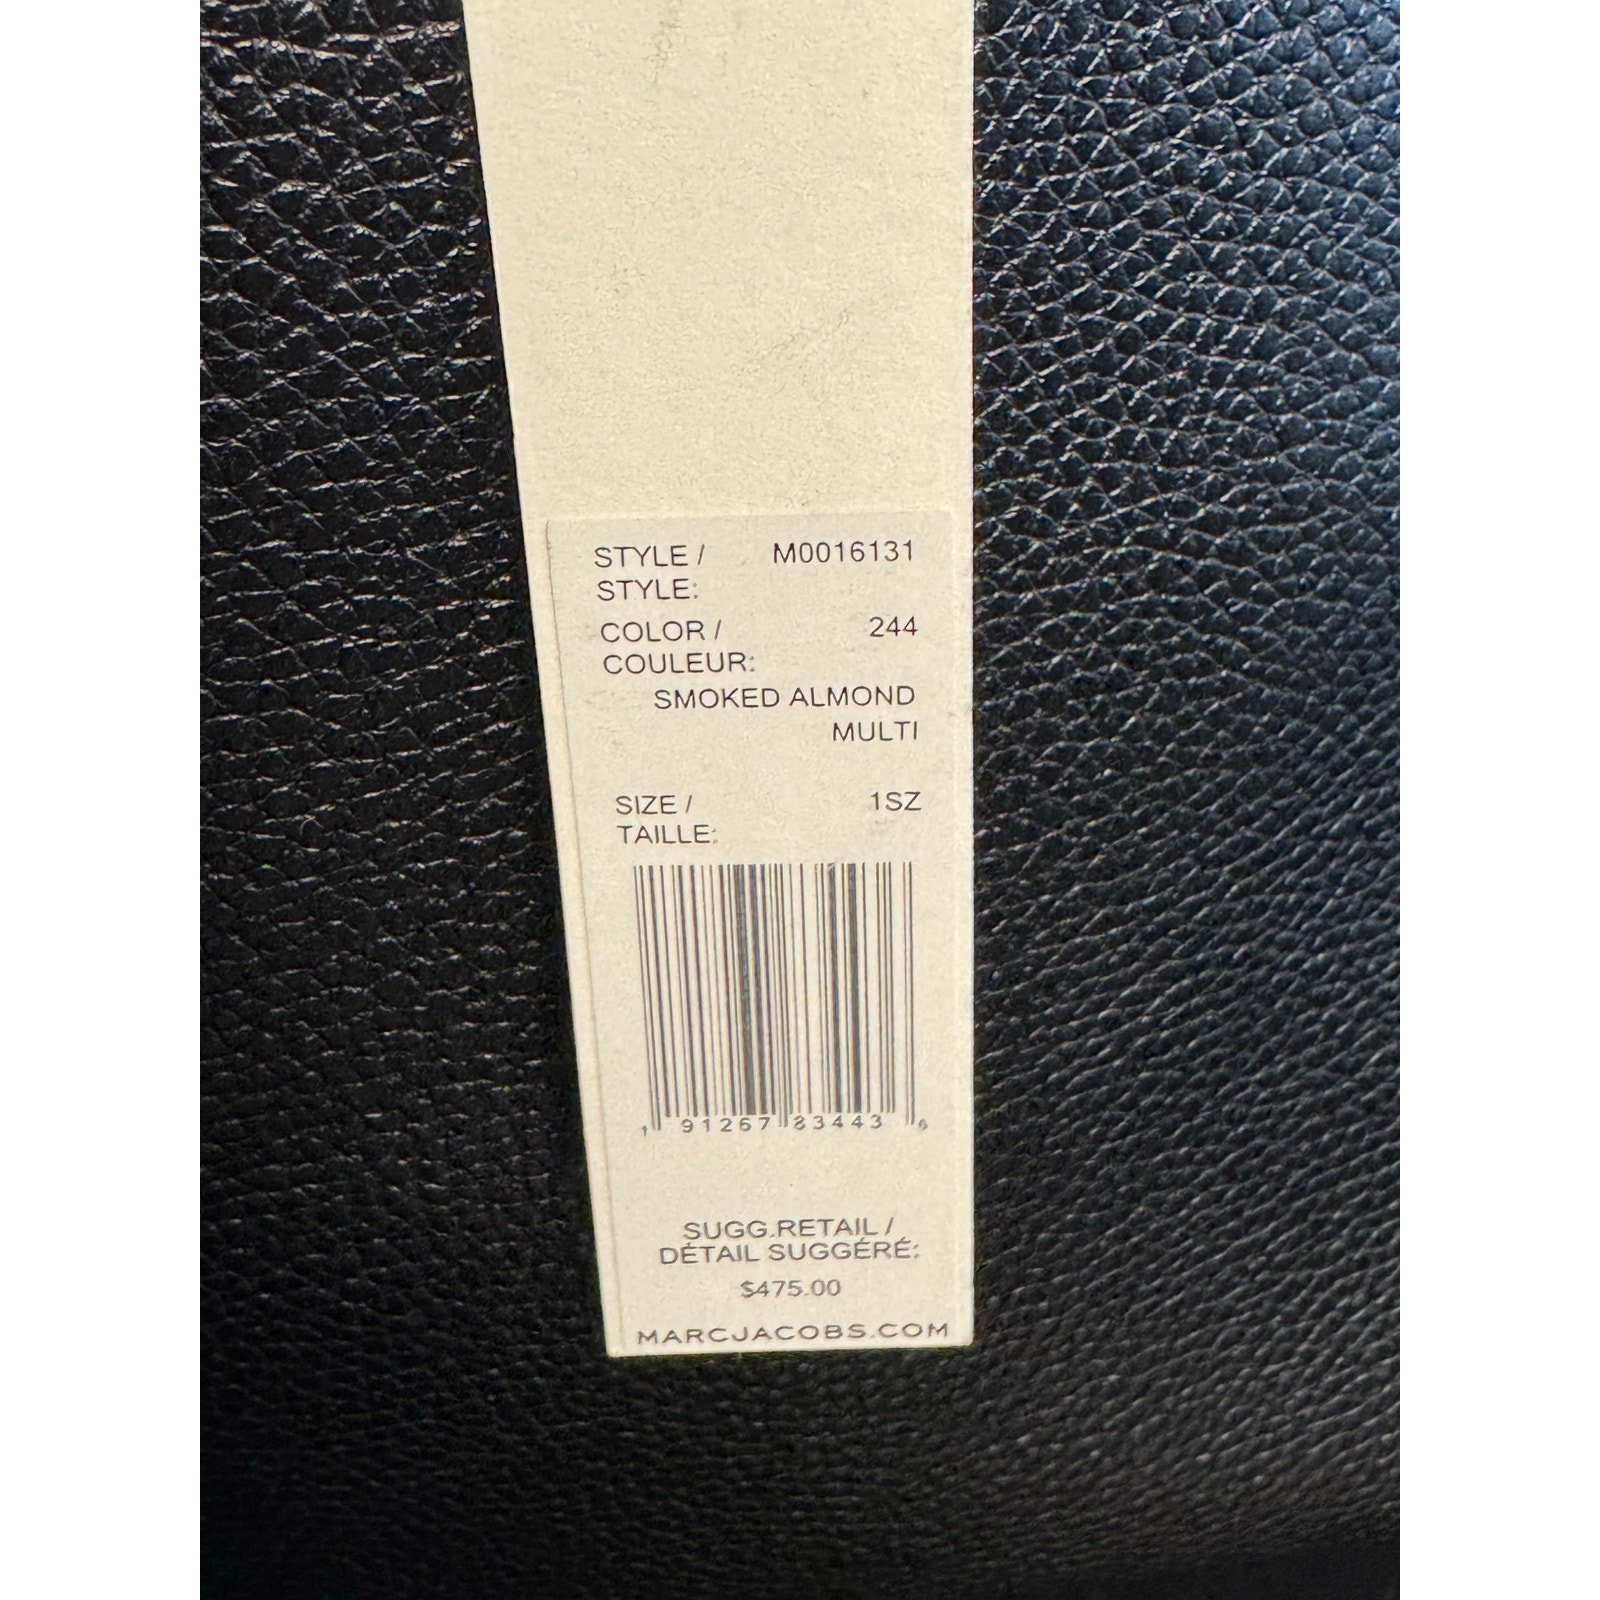 STYLE / M0016131
STYLE:
COLOR / 244
COULEUR:
SMOKED ALMOND
MULTI
SIZE / 1SZ
TAILLE:
1 91267 83443 6
SUGG.RETAIL /
DÉTAIL SUGGÉRÉ:
$475.00
MARCJACOBS.COM